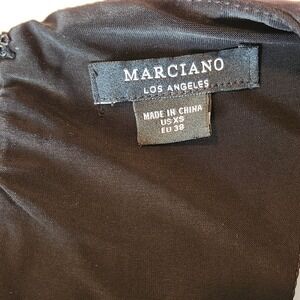 MARCIANO
LOS ANGELES
MADE IN CHINA
US XS
EU 38